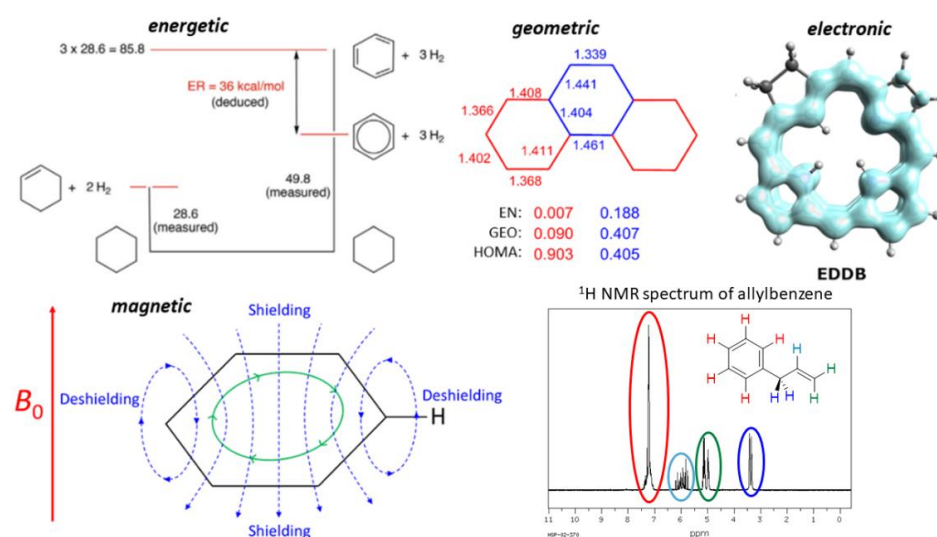 energetic
3 x 28.6 = 85.8
+ 3 H2
ER = 36 kcal/mol
(deduced)
+ 3 H2
+ 2 H2
49.8
(measured)
28.6
(measured)
geometric
1.339
1.441
1.408
1.366
1.404
1.402
1.411
1.461
1.368
EN: 0.007 0.188
GEO: 0.090 0.407
HOMA: 0.903 0.405
electronic
EDDB
magnetic
Shielding
B0
Deshielding
Deshielding
H
Shielding
1H NMR spectrum of allylbenzene
H
H
H
H
H
H
H
H
H
H
11 10 9 8 7 6 5 4 3 2 1 0
ppm
HSP-02-570